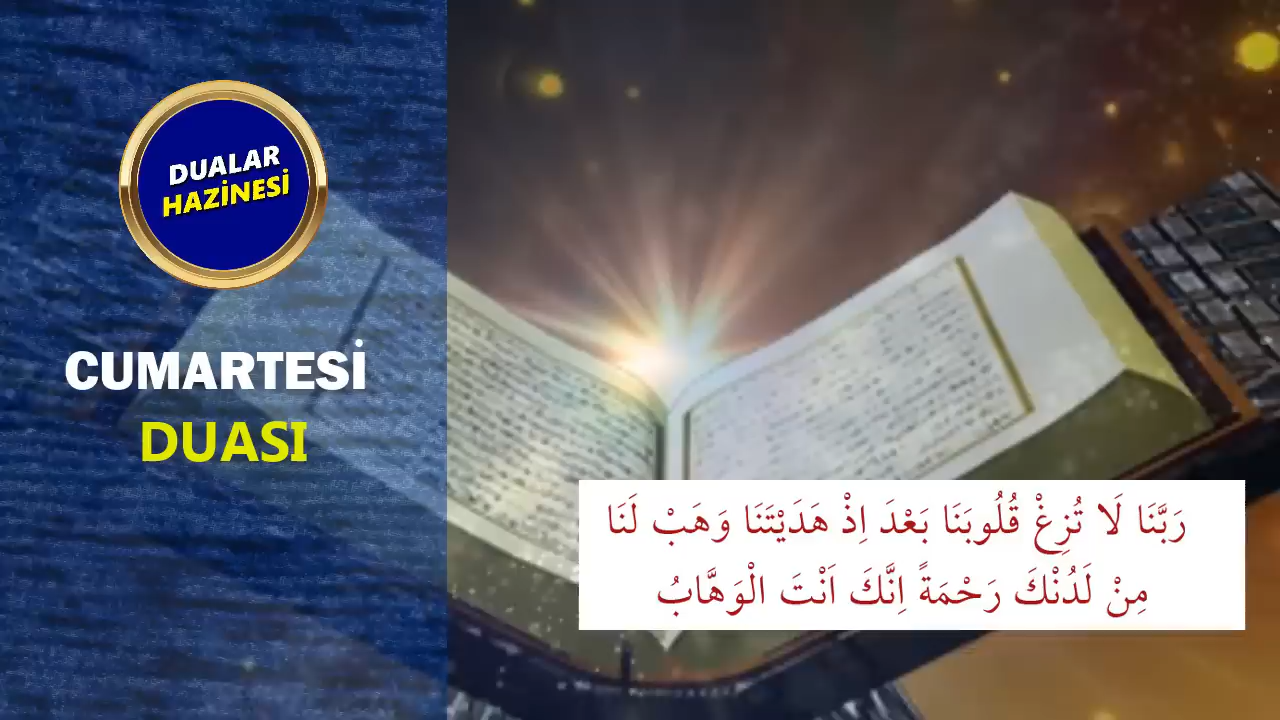 DUALAR
HAZİNESİ
CUMARTESİ
DUASI
رَبَّنَا لَا تُزِغْ قُلُوبَنَا بَعْدَ اِذْ هَدَيْتَنَا وَهَبْ لَنَا
مِنْ لَدُنْكَ رَحْمَةً اِنَّكَ اَنْتَ الْوَهَّابُ